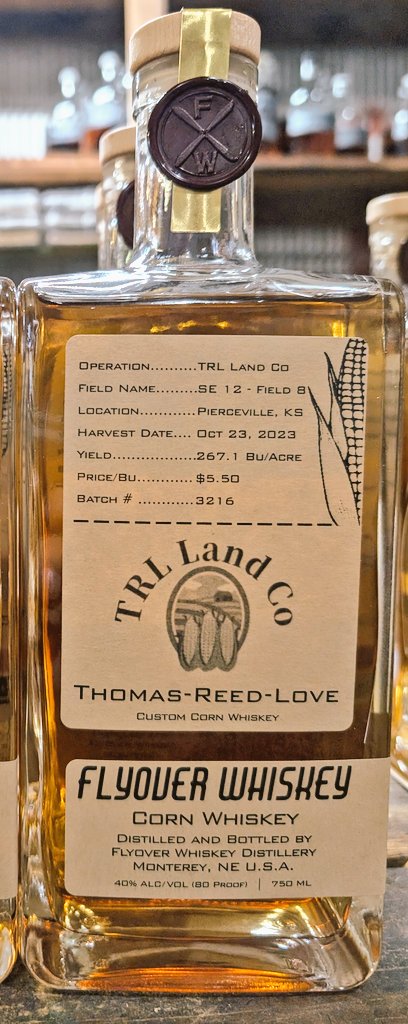 F
W
Operation..........TRL Land Co
Field Name.........SE 12 - Field 8
Location............Pierceville, KS
Harvest Date.... Oct 23, 2023
Yield..................267.1 Bu/Acre
Price/Bu............ $5.50
Batch # ............3216
TRL Land Co
Thomas-Reed-Love
Custom Corn Whiskey
FLYOVER WHISKEY
Corn Whiskey
Distilled and Bottled by
Flyover Whiskey Distillery
Monterey, NE U.S.A.
40% ALC/VOL (80 Proof) | 750 ML